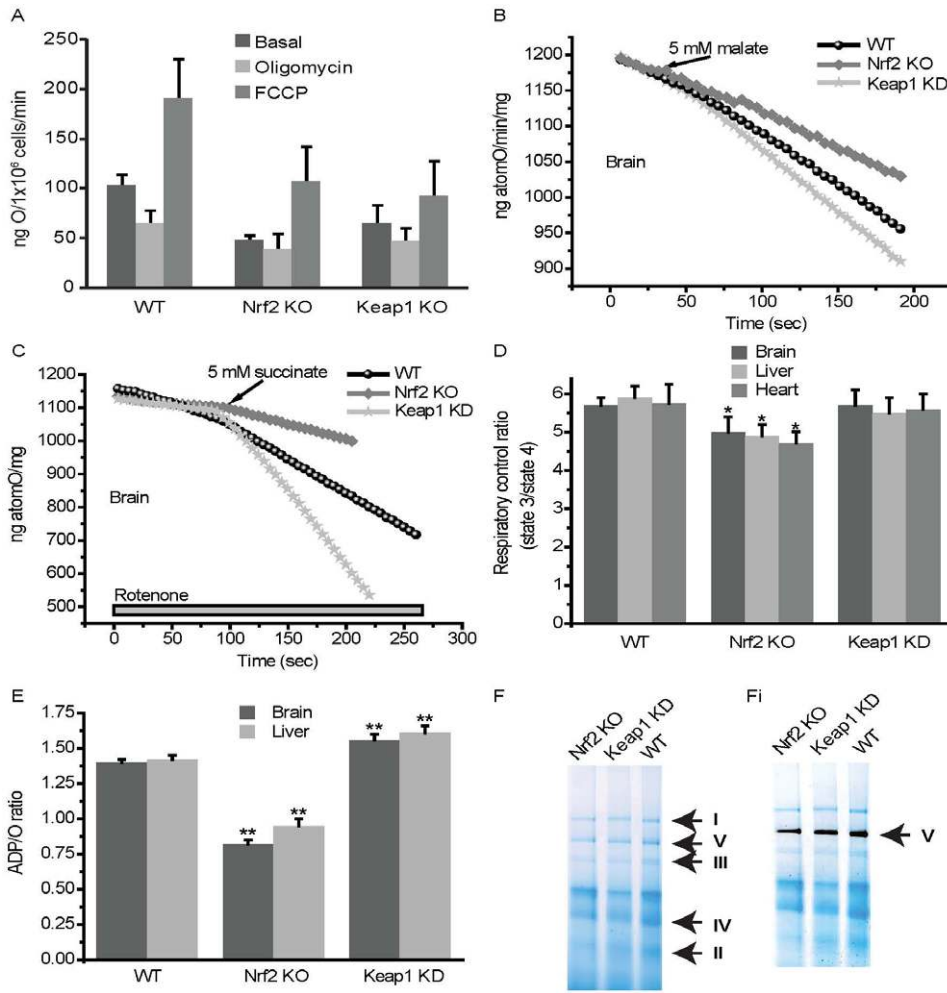 A
250
200
150
100
50
0
ng O/1x10⁶ cells/min
Basal
Oligomycin
FCCP
WT
Nrf2 KO
Keap1 KO
B
1200
1150
1100
1050
1000
950
900
ng atomO/min/mg
5 mM malate
WT
Nrf2 KO
Keap1 KD
Brain
0
50
100
150
200
Time (sec)
C
1200
1100
1000
900
800
700
600
500
ng atomO/mg
5 mM succinate
WT
Nrf2 KO
Keap1 KD
Brain
Rotenone
0
50
100
150
200
250
300
Time (sec)
D
Brain
Liver
Heart
6
5
4
3
2
1
0
Respiratory control ratio
(state 3/state 4)
* * *
WT
Nrf2 KO
Keap1 KD
E
1.75
1.50
1.25
1.00
0.75
0.50
0.25
0.00
ADP/O ratio
Brain
Liver
** **
** **
WT
Nrf2 KO
Keap1 KD
F
Nrf2 KO
Keap1 KD
WT
I
V
III
IV
II
Fi
Nrf2 KO
Keap1 KD
WT
V